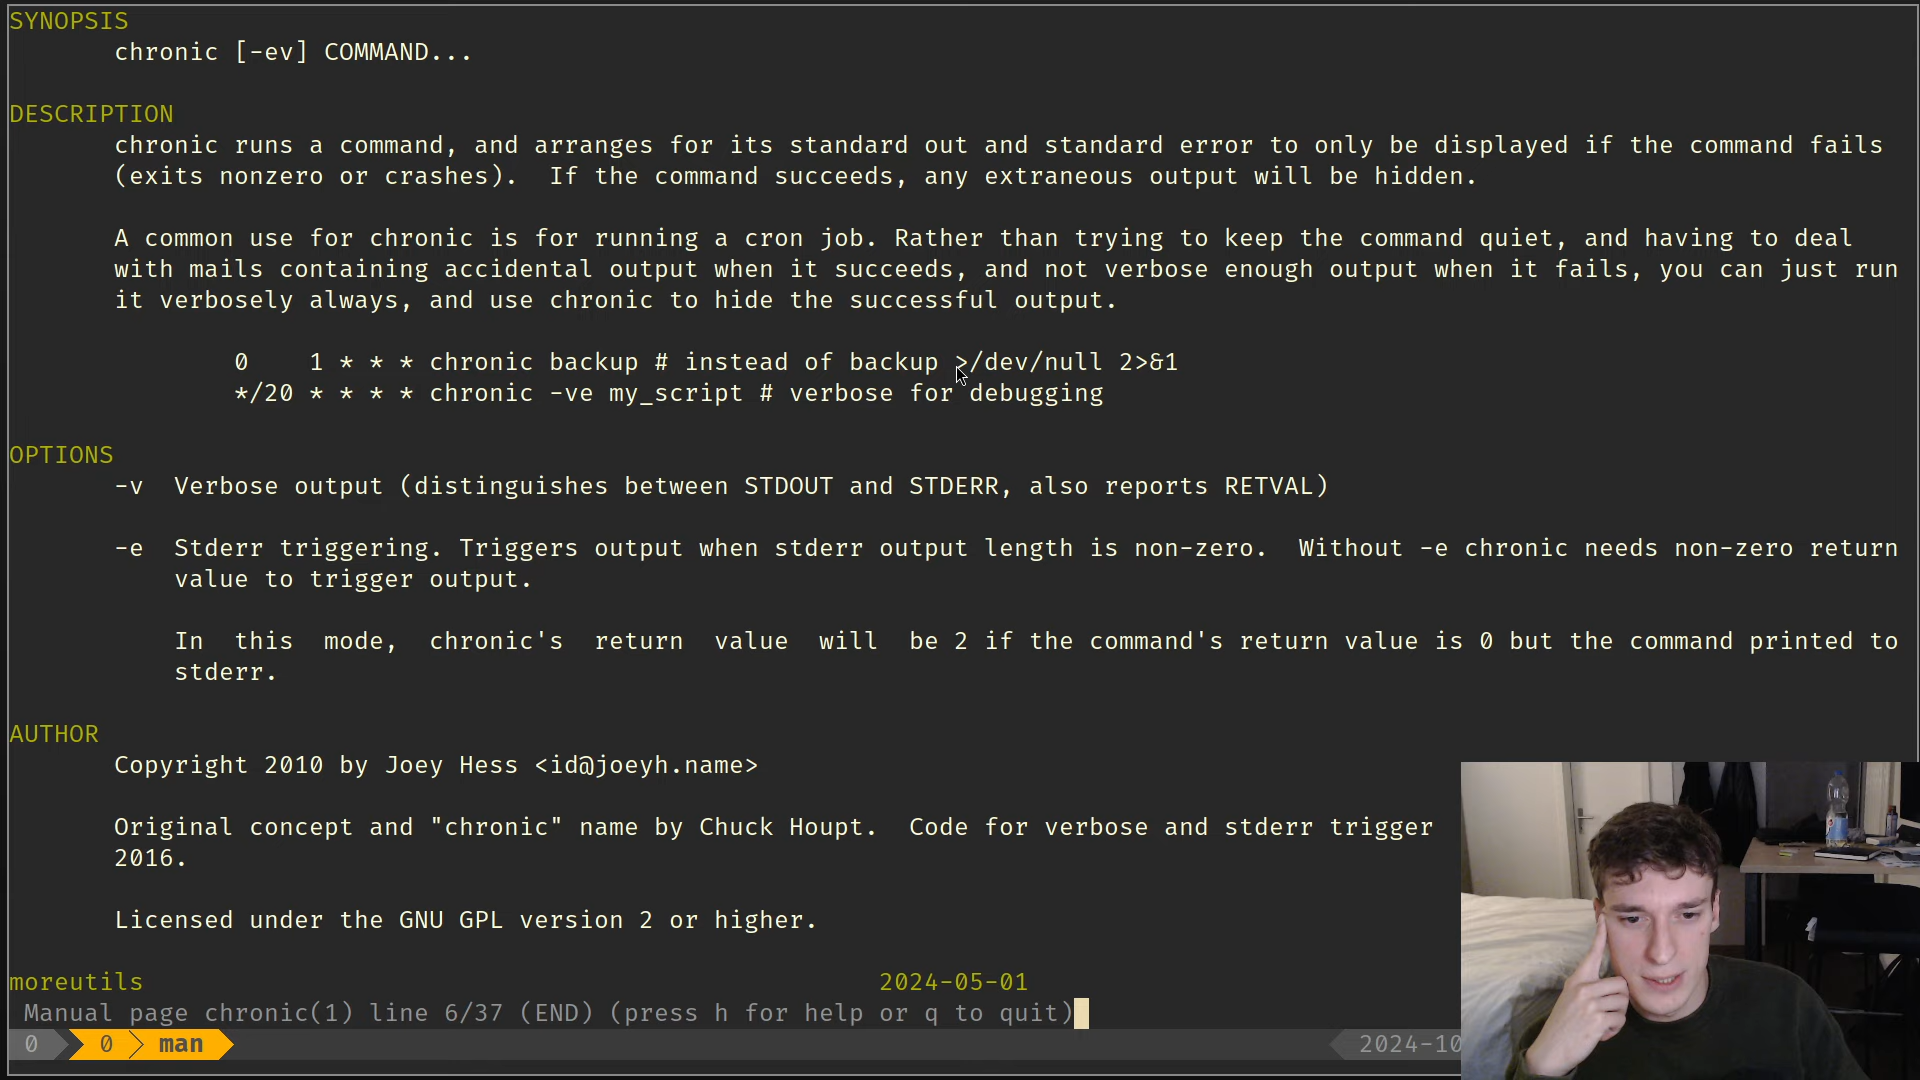 SYNOPSIS
chronic [-ev] COMMAND...
DESCRIPTION
chronic runs a command, and arranges for its standard out and standard error to only be displayed if the command fails
(exits nonzero or crashes).  If the command succeeds, any extraneous output will be hidden.
A common use for chronic is for running a cron job. Rather than trying to keep the command quiet, and having to deal
with mails containing accidental output when it succeeds, and not verbose enough output when it fails, you can just run
it verbosely always, and use chronic to hide the successful output.
0    1 * * * chronic backup # instead of backup >/dev/null 2>&1
*/20 * * * * chronic -ve my_script # verbose for debugging
OPTIONS
-v  Verbose output (distinguishes between STDOUT and STDERR, also reports RETVAL)
-e  Stderr triggering. Triggers output when stderr output length is non-zero.  Without -e chronic needs non-zero return
value to trigger output.
In  this  mode,  chronic's  return  value  will  be 2 if the command's return value is 0 but the command printed to
stderr.
AUTHOR
Copyright 2010 by Joey Hess <id@joeyh.name>
Original concept and "chronic" name by Chuck Houpt.  Code for verbose and stderr trigger
2016.
Licensed under the GNU GPL version 2 or higher.
moreutils 2024-05-01
Manual page chronic(1) line 6/37 (END) (press h for help or q to quit)
0 0 man 2024-10